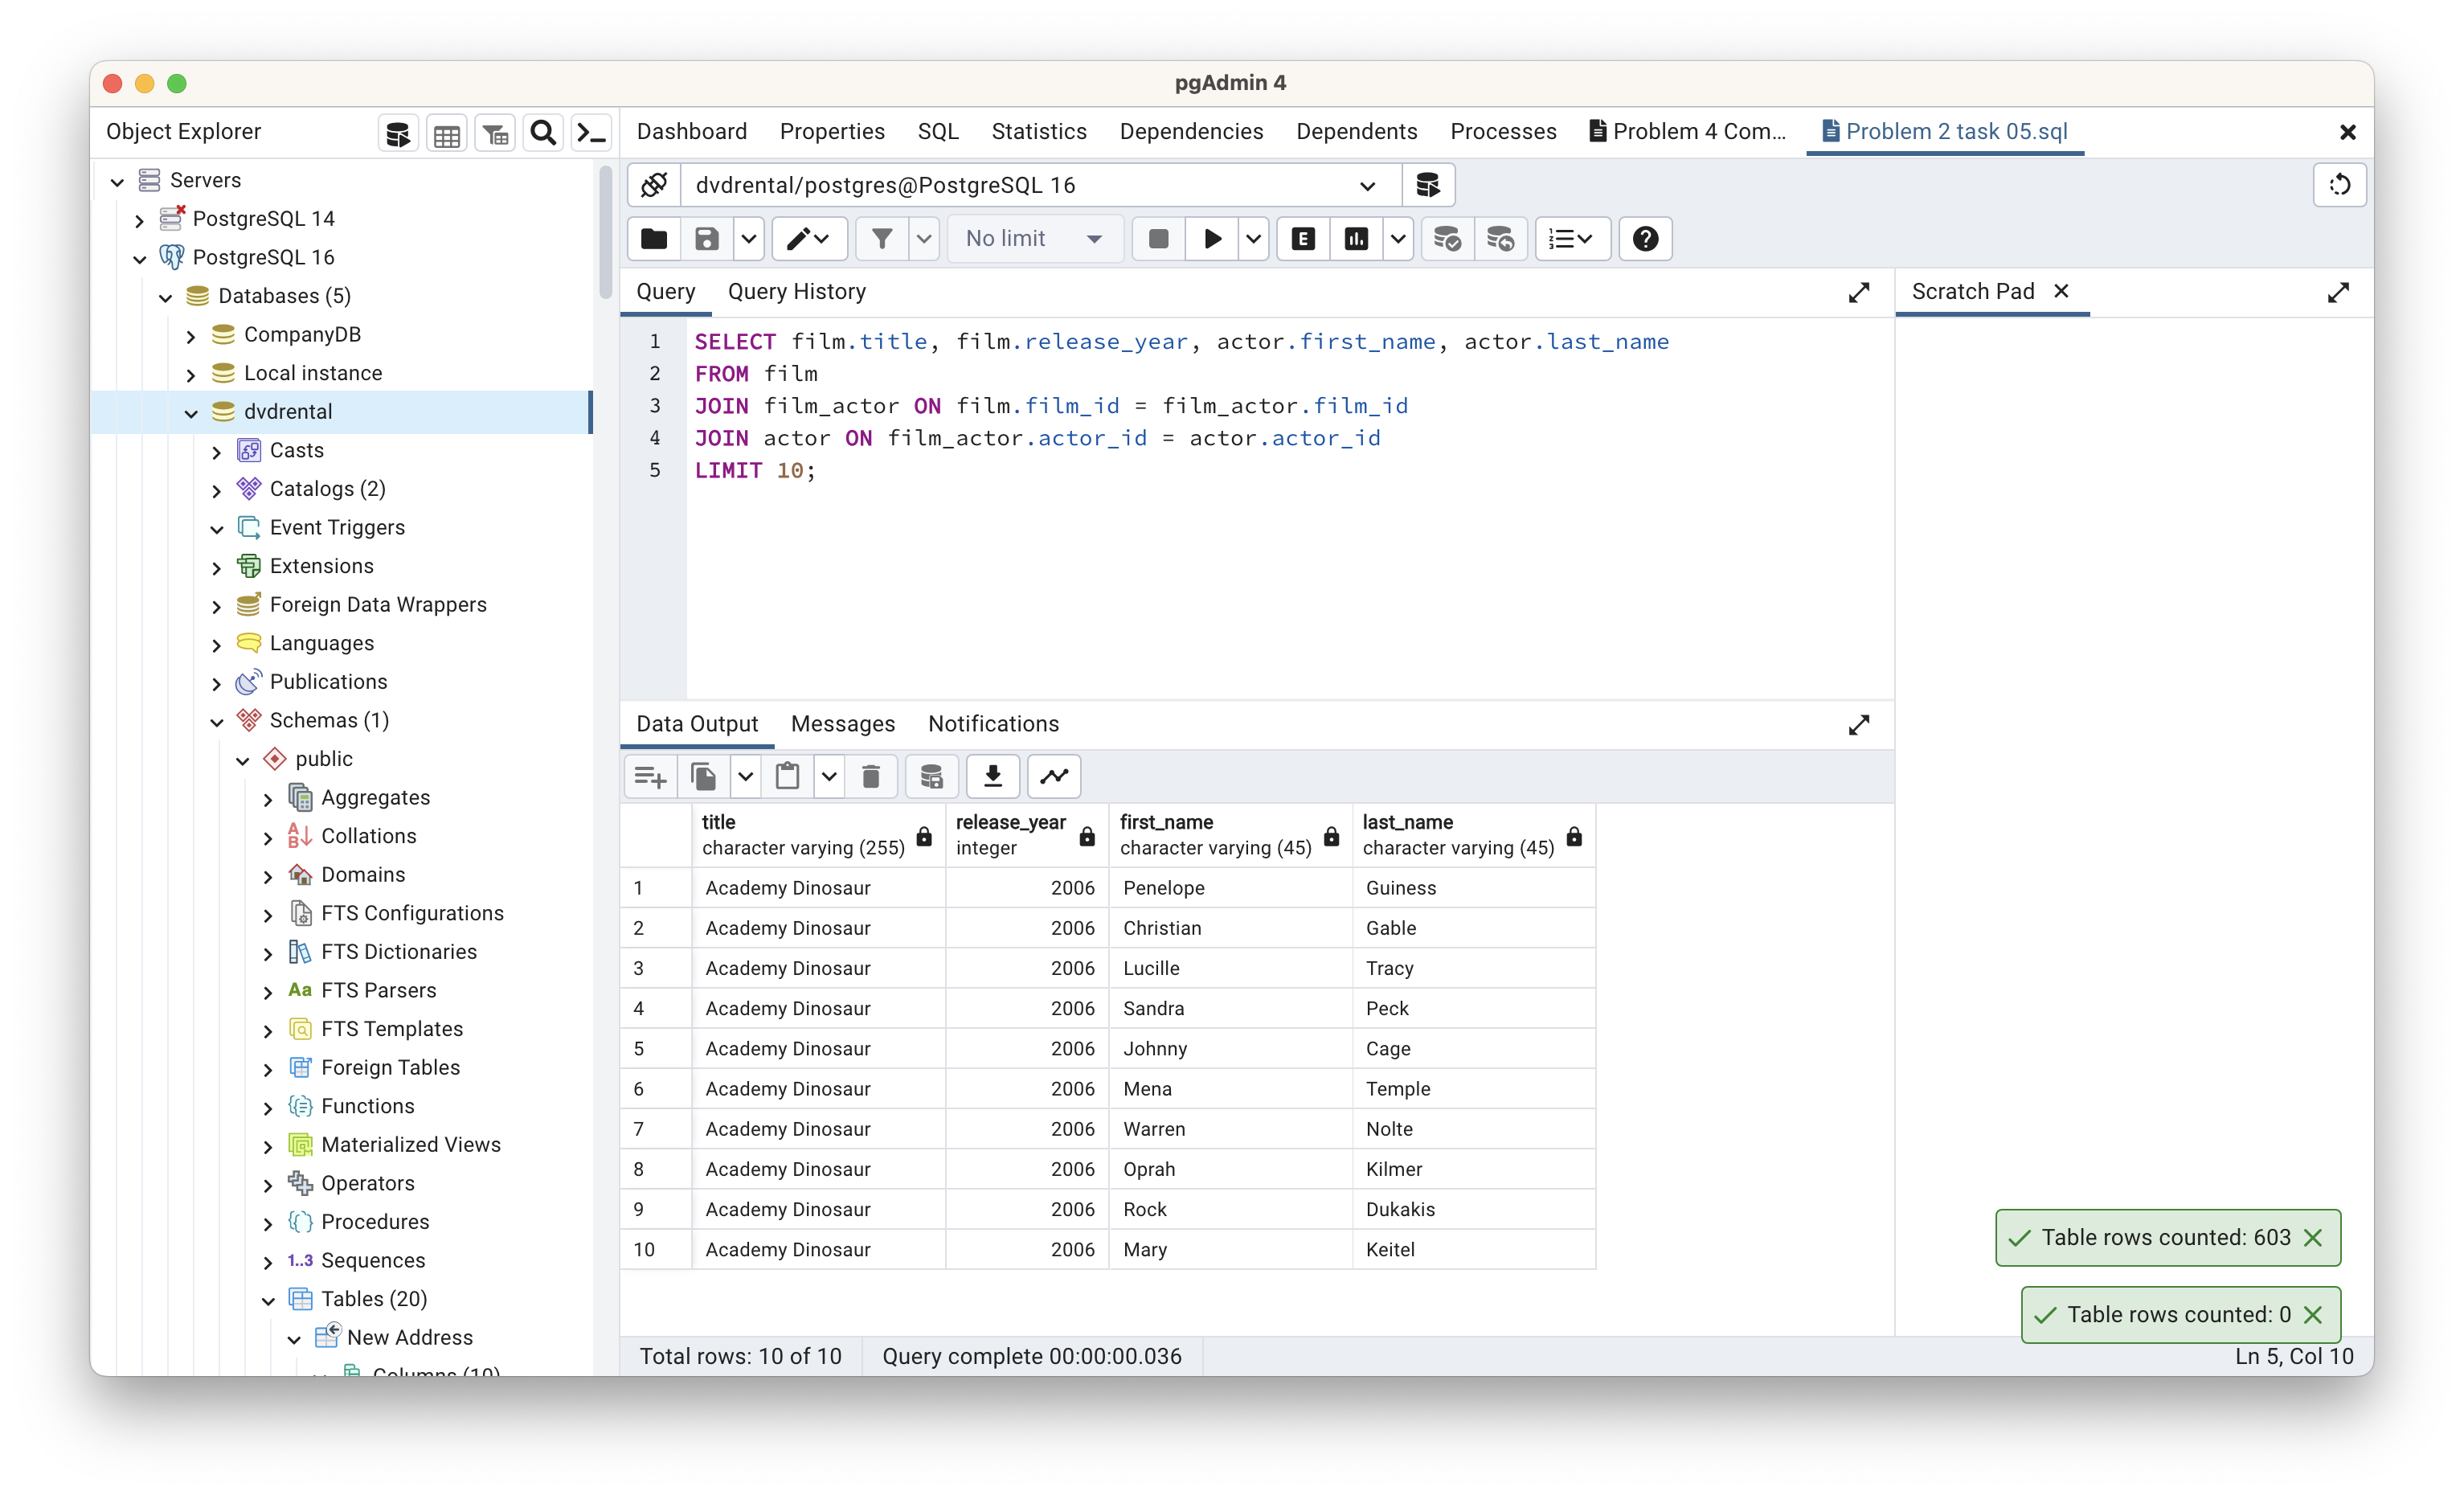 pgAdmin 4
Object Explorer
Dashboard Properties SQL Statistics Dependencies Dependents Processes Problem 4 Com... Problem 2 task 05.sql
Servers
PostgreSQL 14
PostgreSQL 16
Databases (5)
CompanyDB
Local instance
dvdrental
Casts
Catalogs (2)
Event Triggers
Extensions
Foreign Data Wrappers
Languages
Publications
Schemas (1)
public
Aggregates
Collations
Domains
FTS Configurations
FTS Dictionaries
Aa FTS Parsers
FTS Templates
Foreign Tables
Functions
Materialized Views
Operators
Procedures
1..3 Sequences
Tables (20)
New Address
Columns (10)
dvdrental/postgres@PostgreSQL 16
No limit
E
Query Query History
Scratch Pad
1 SELECT film.title, film.release_year, actor.first_name, actor.last_name
2 FROM film
3 JOIN film_actor ON film.film_id = film_actor.film_id
4 JOIN actor ON film_actor.actor_id = actor.actor_id
5 LIMIT 10;
Data Output Messages Notifications
title release_year first_name last_name
character varying (255) integer character varying (45) character varying (45)
1 Academy Dinosaur 2006 Penelope Guiness
2 Academy Dinosaur 2006 Christian Gable
3 Academy Dinosaur 2006 Lucille Tracy
4 Academy Dinosaur 2006 Sandra Peck
5 Academy Dinosaur 2006 Johnny Cage
6 Academy Dinosaur 2006 Mena Temple
7 Academy Dinosaur 2006 Warren Nolte
8 Academy Dinosaur 2006 Oprah Kilmer
9 Academy Dinosaur 2006 Rock Dukakis
10 Academy Dinosaur 2006 Mary Keitel
Table rows counted: 603
Table rows counted: 0
Total rows: 10 of 10 Query complete 00:00:00.036 Ln 5, Col 10